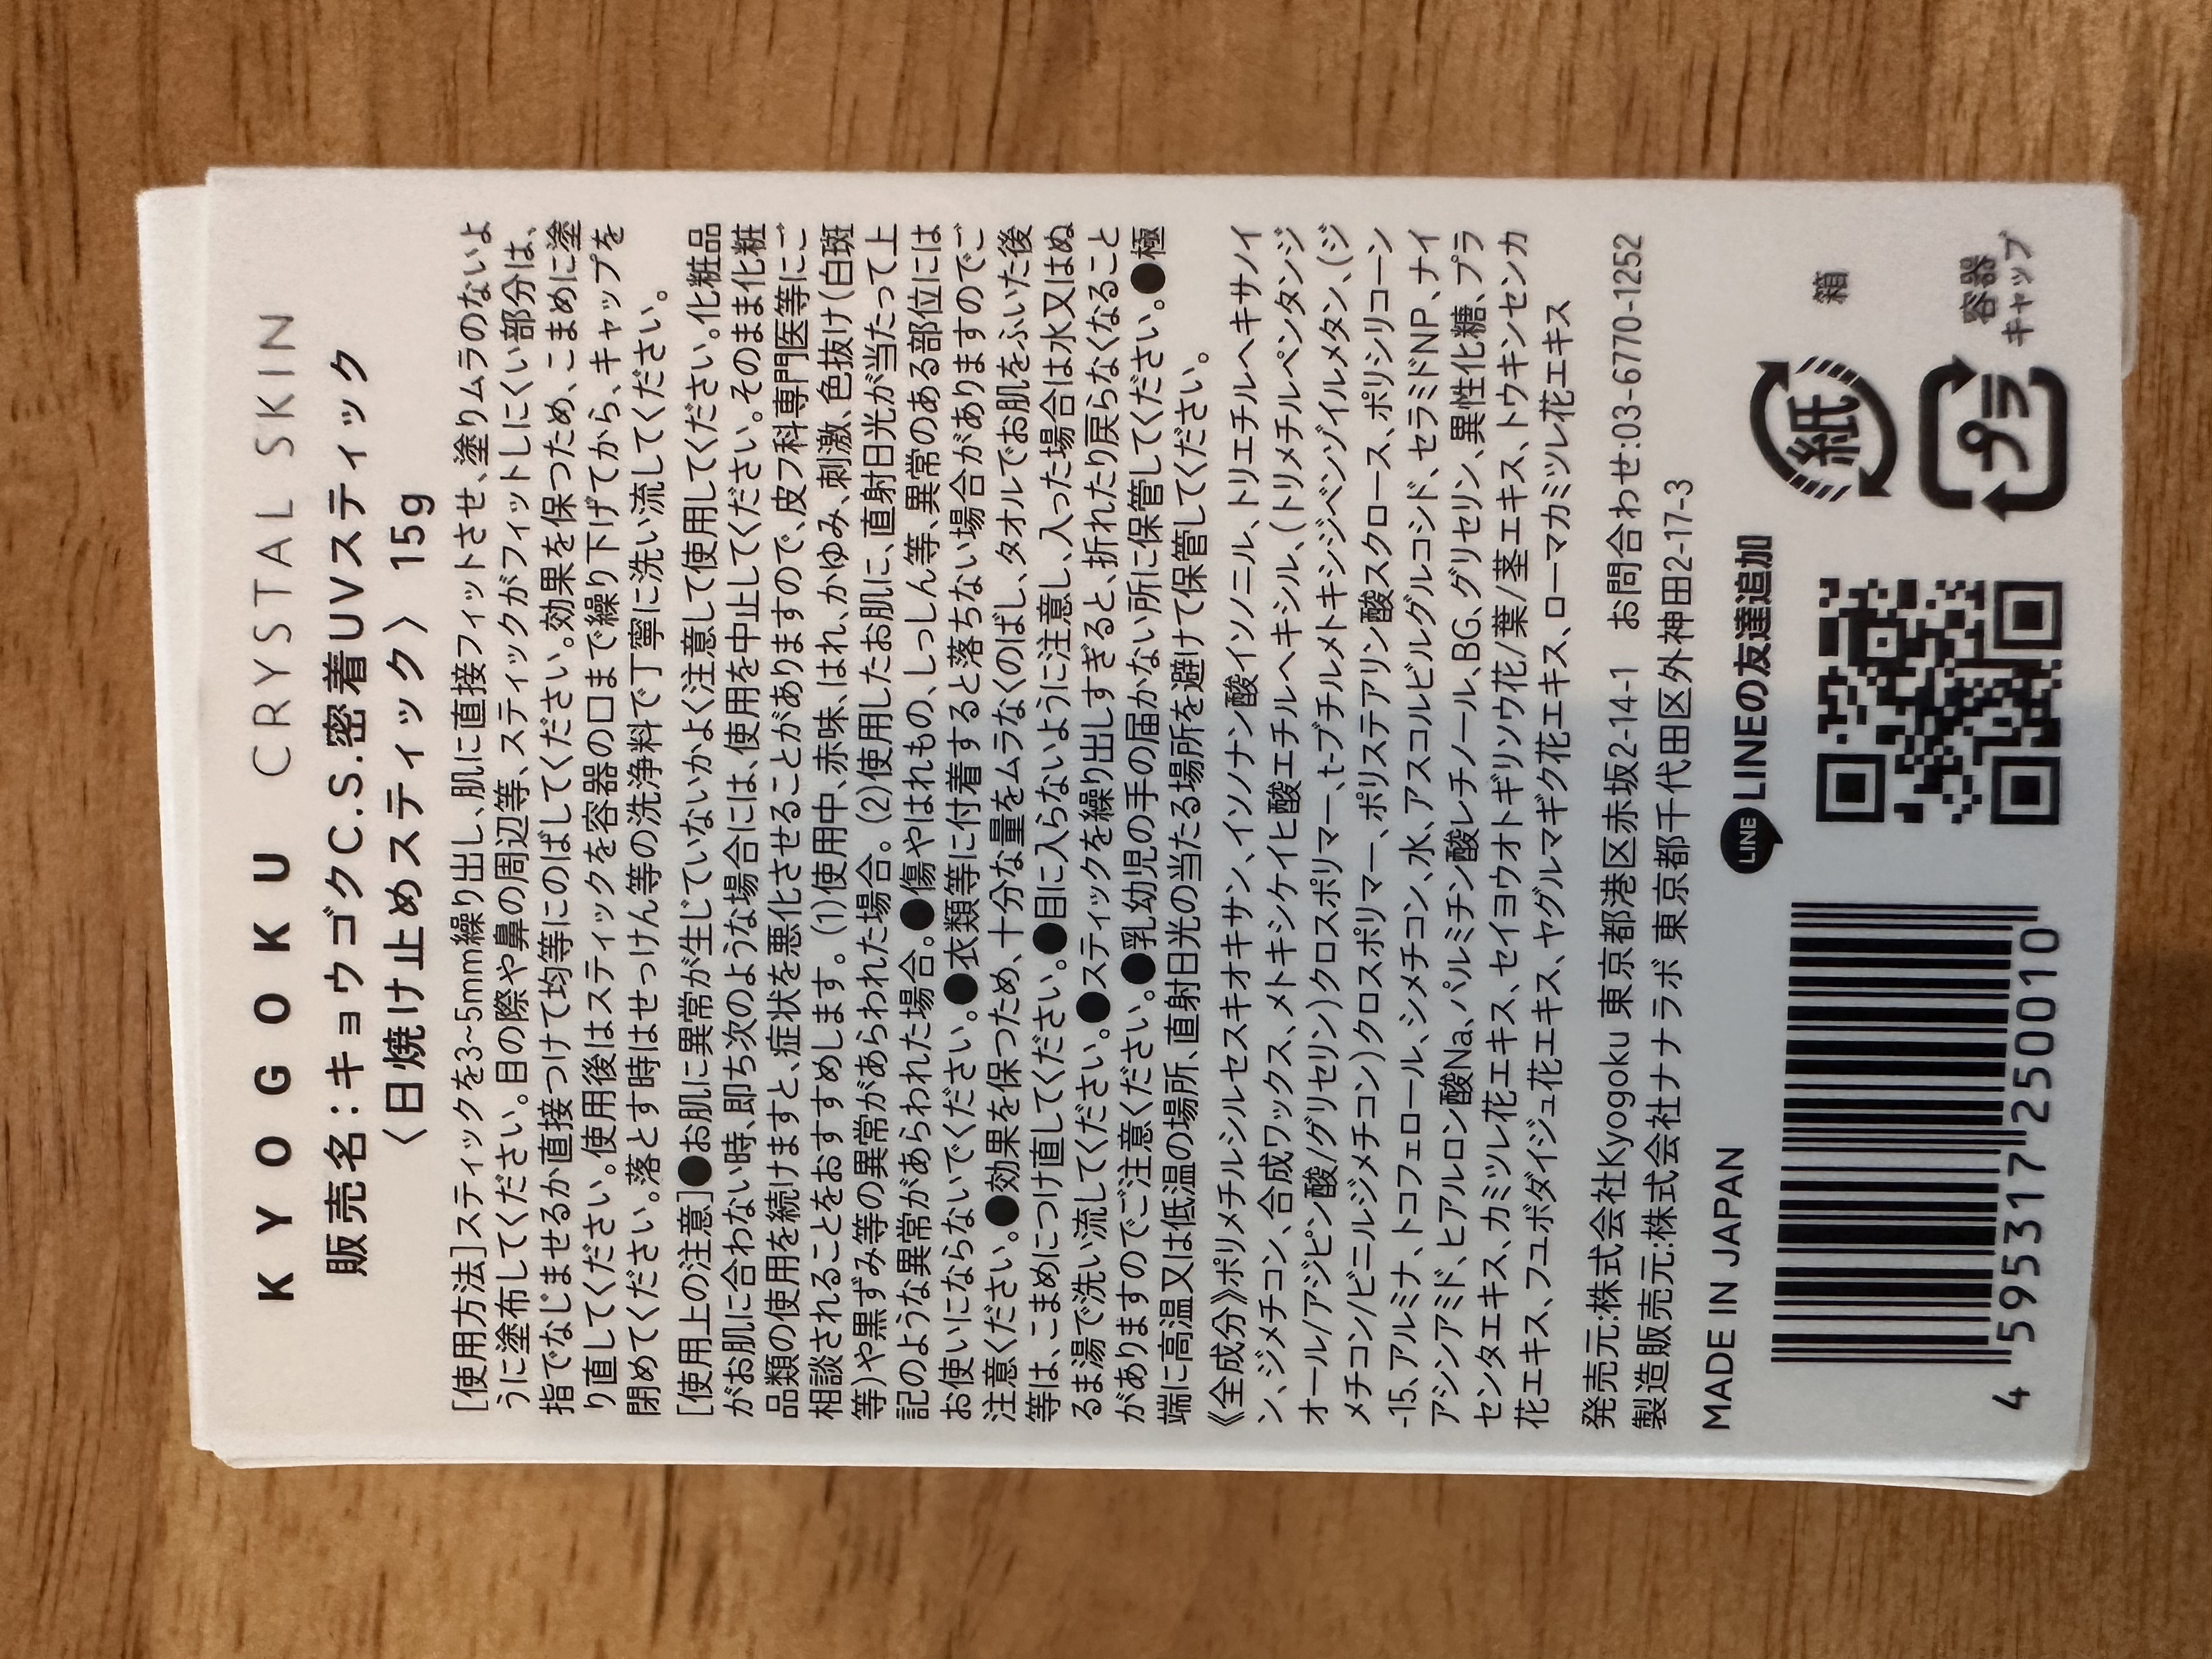 KYOGOKU CRYSTAL SKIN
販売名：キョウゴクC.S.密着UVスティック
〈日焼け止めスティック〉 15g
[使用方法]スティックを3~5mm繰り出し、肌に直接フィットさせ、塗りムラのないよ
うに塗布してください。目の際や鼻の周辺等、スティックがフィットしにくい部分は、
指でなじませるか直接つけて均等にのばしてください。効果を保つため、こまめに塗
り直してください。使用後はスティックを容器の口まで繰り下げてから、キャップを
閉めてください。落とす時はせっけん等の洗浄料で丁寧に洗い流してください。
[使用上の注意]●お肌に異常が生じていないかよく注意して使用してください。化粧品
がお肌に合わない時、即ち次のような場合には、使用を中止してください。そのまま化粧
品類の使用を続けますと、症状を悪化させることがありますので、皮フ科専門医等にご
相談されることをおすすめします。(1)使用中、赤味、はれ、かゆみ、刺激、色抜け(白斑
等)や黒ずみ等の異常があらわれた場合。(2)使用したお肌に、直射日光が当たって上
記のような異常があらわれた場合。●傷やはれもの、しっしん等、異常のある部位には
お使いにならないでください。●衣類等に付着すると落ちない場合がありますのでご
注意ください。●効果を保つため、十分な量をムラなくのばし、タオルでお肌をふいた後
等は、こまめにつけ直してください。●目に入らないように注意し、入った場合は水又はぬ
るま湯で洗い流してください。●スティックを繰り出しすぎると、折れたり戻らなくなること
がありますのでご注意ください。●乳幼児の手の届かない所に保管してください。●極
端に高温又は低温の場所、直射日光の当たる場所を避けて保管してください。
《全成分》ポリメチルシルセスキオキサン、イソノナン酸イソノニル、トリエチルヘキサノイ
ン、ジメチコン、合成ワックス、メトキシケイヒ酸エチルヘキシル、(トリメチルペンタンジ
オール/アジピン酸/グリセリン)クロスポリマー、t-ブチルメトキシジベンゾイルメタン、(ジ
メチコン/ビニルジメチコン)クロスポリマー、ポリステアリン酸スクロース、ポリシリコーン
-15、アルミナ、トコフェロール、シメチコン、水、アスコルビルグルコシド、セラミドNP、ナイ
アシンアミド、ヒアルロン酸Na、パルミチン酸レチノール、BG、グリセリン、異性化糖、プラ
センタエキス、カミツレ花エキス、セイヨウオトギリソウ花/葉/茎エキス、トウキンセンカ
花エキス、フユボダイジュ花エキス、ヤグルマギク花エキス、ローマカミツレ花エキス
発売元:株式会社Kyogoku 東京都港区赤坂2-14-1 お問合わせ:03-6770-1252
製造販売元:株式会社ナナラボ 東京都千代田区外神田2-17-3
MADE IN JAPAN
LINE LINEの友達追加
紙 箱
プラ 容器
キャップ
4 595317 250010